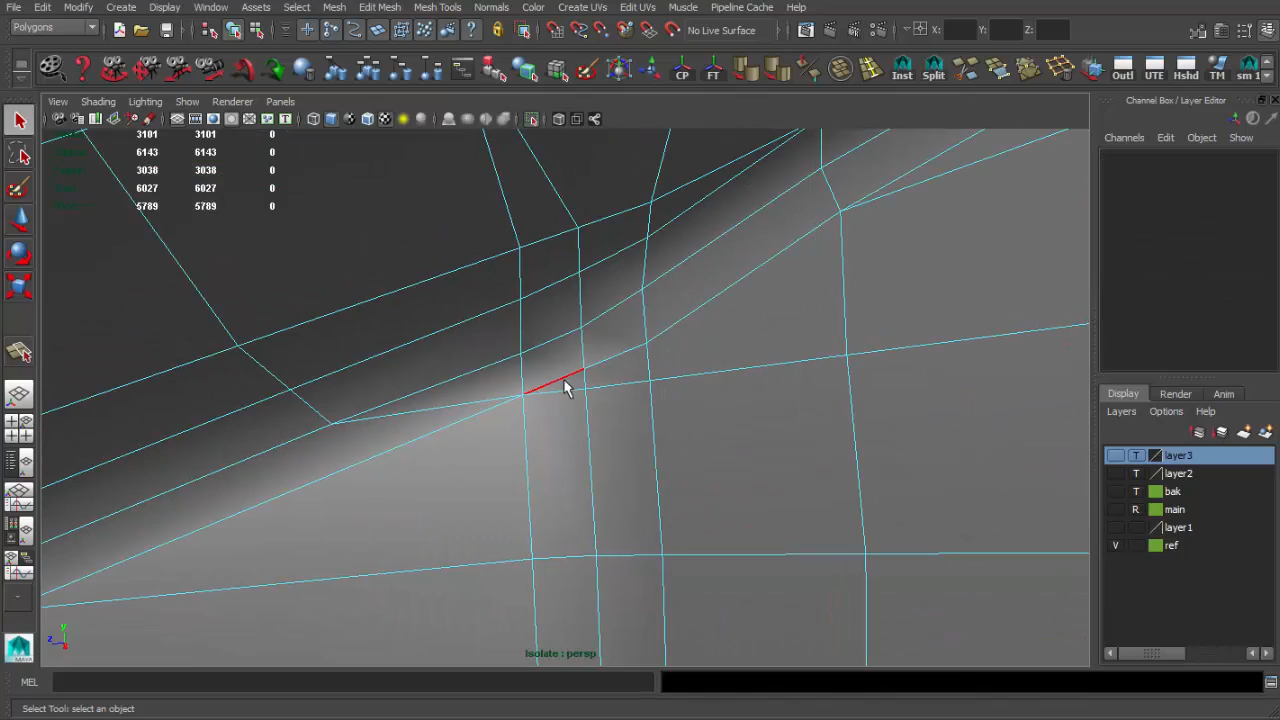 File Edit Modify Create Display Window Assets Select Mesh Edit Mesh Mesh Tools Normals Color Create UVs Edit UVs Muscle Pipeline Cache Help
Polygons No Live Surface X: Y: Z:
CP FT Inst Split Outl UTE Hshd TM sm 1
View Shading Lighting Show Renderer Panels
Channel Box / Layer Editor
Channels Edit Object Show
3101 3101 0
6143 6143 0
3038 3038 0
6027 6027 0
5789 5789 0
Display Render Anim
Layers Options Help
T layer3
T layer2
T bak
R main
layer1
V ref
y
z
x
Isolate : persp
MEL
Select Tool: select an object